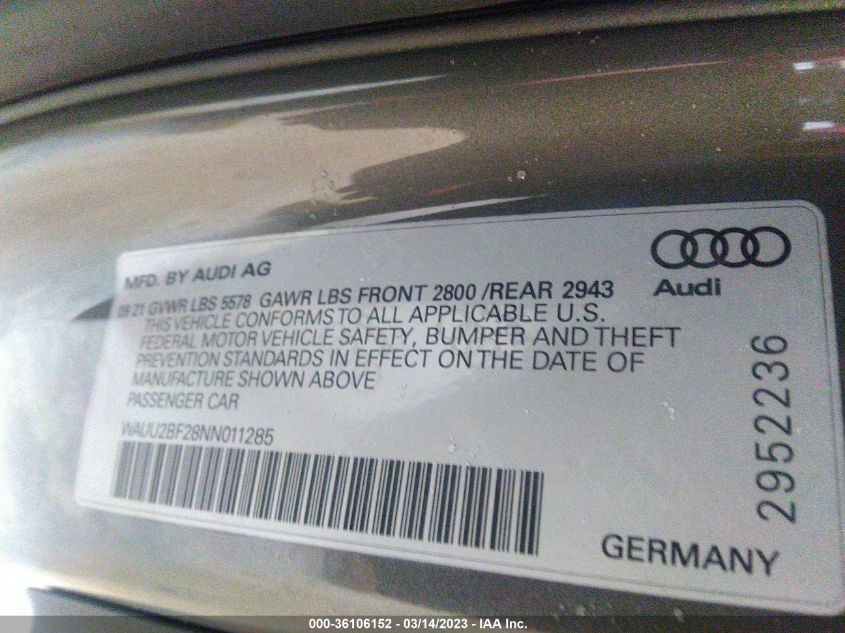 MFD. BY AUDI AG
09 21 GVWR LBS 5578 GAWR LBS FRONT 2800 /REAR 2943
THIS VEHICLE CONFORMS TO ALL APPLICABLE U.S.
FEDERAL MOTOR VEHICLE SAFETY, BUMPER AND THEFT
PREVENTION STANDARDS IN EFFECT ON THE DATE OF
MANUFACTURE SHOWN ABOVE
PASSENGER CAR
WAUU2BF28NN011285
Audi
2952236
GERMANY
000-36106152 — 03/14/2023 — IAA Inc.